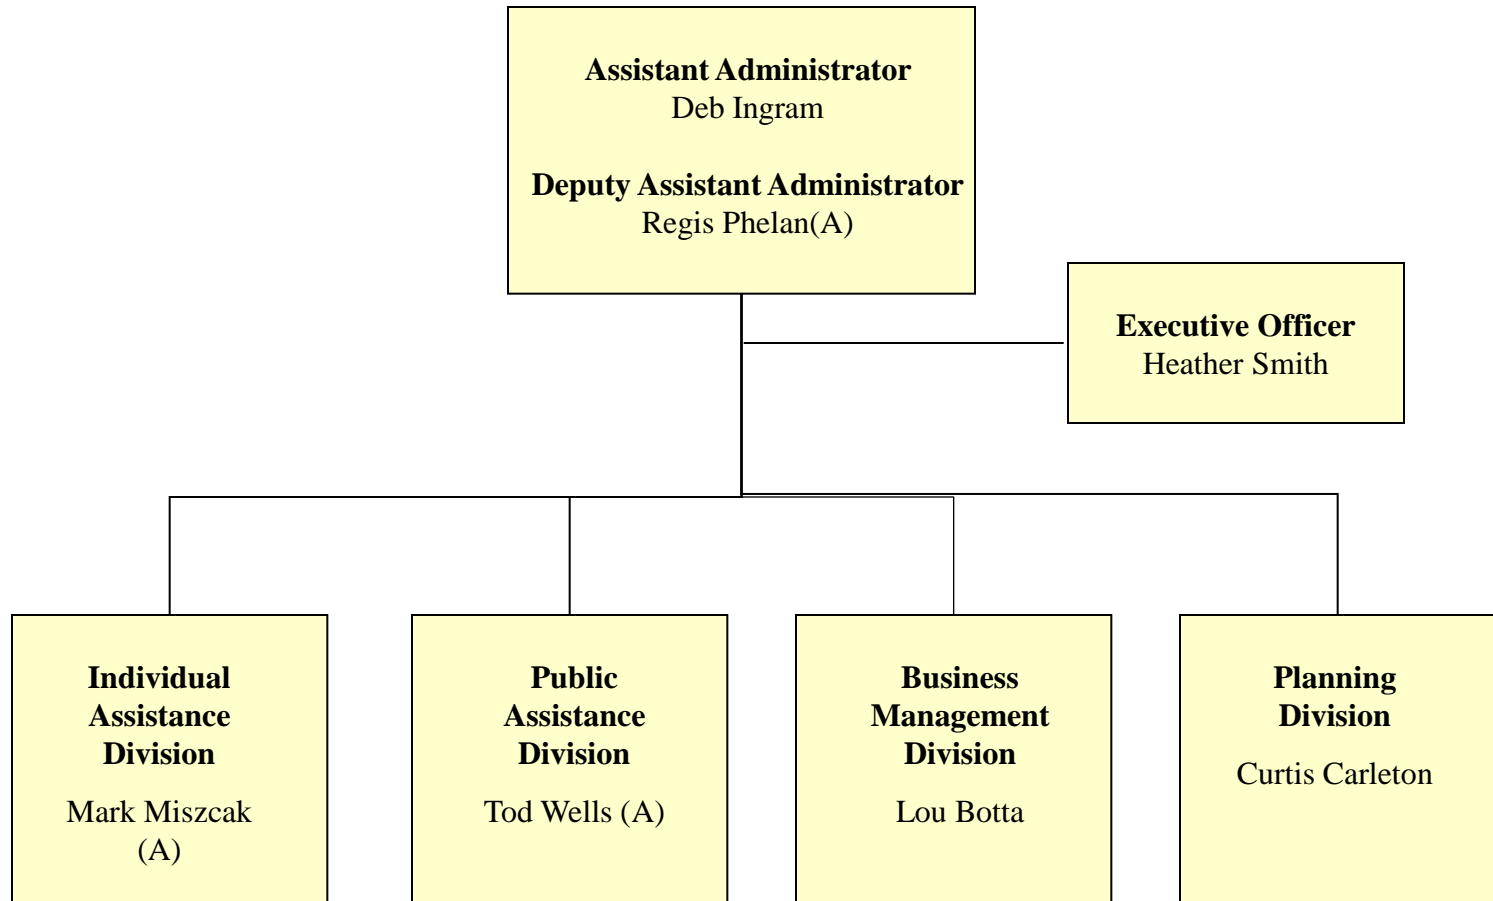 Assistant Administrator
Deb Ingram
Deputy Assistant Administrator
Regis Phelan(A)
Executive Officer
Heather Smith
Individual
Assistance
Division
Mark Miszcak
(A)
Public
Assistance
Division
Tod Wells (A)
Business
Management
Division
Lou Botta
Planning
Division
Curtis Carleton